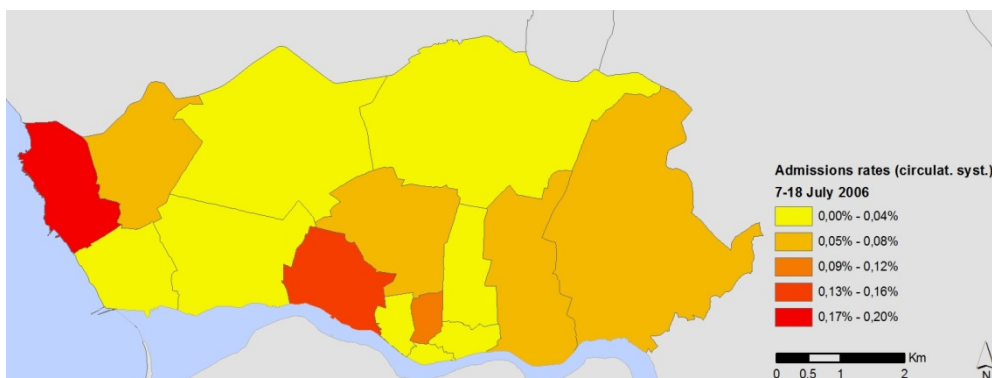 Admissions rates (circulat. syst.)
7-18 July 2006
0,00% - 0,04%
0,05% - 0,08%
0,09% - 0,12%
0,13% - 0,16%
0,17% - 0,20%
Km
0 0,5 1 2
N